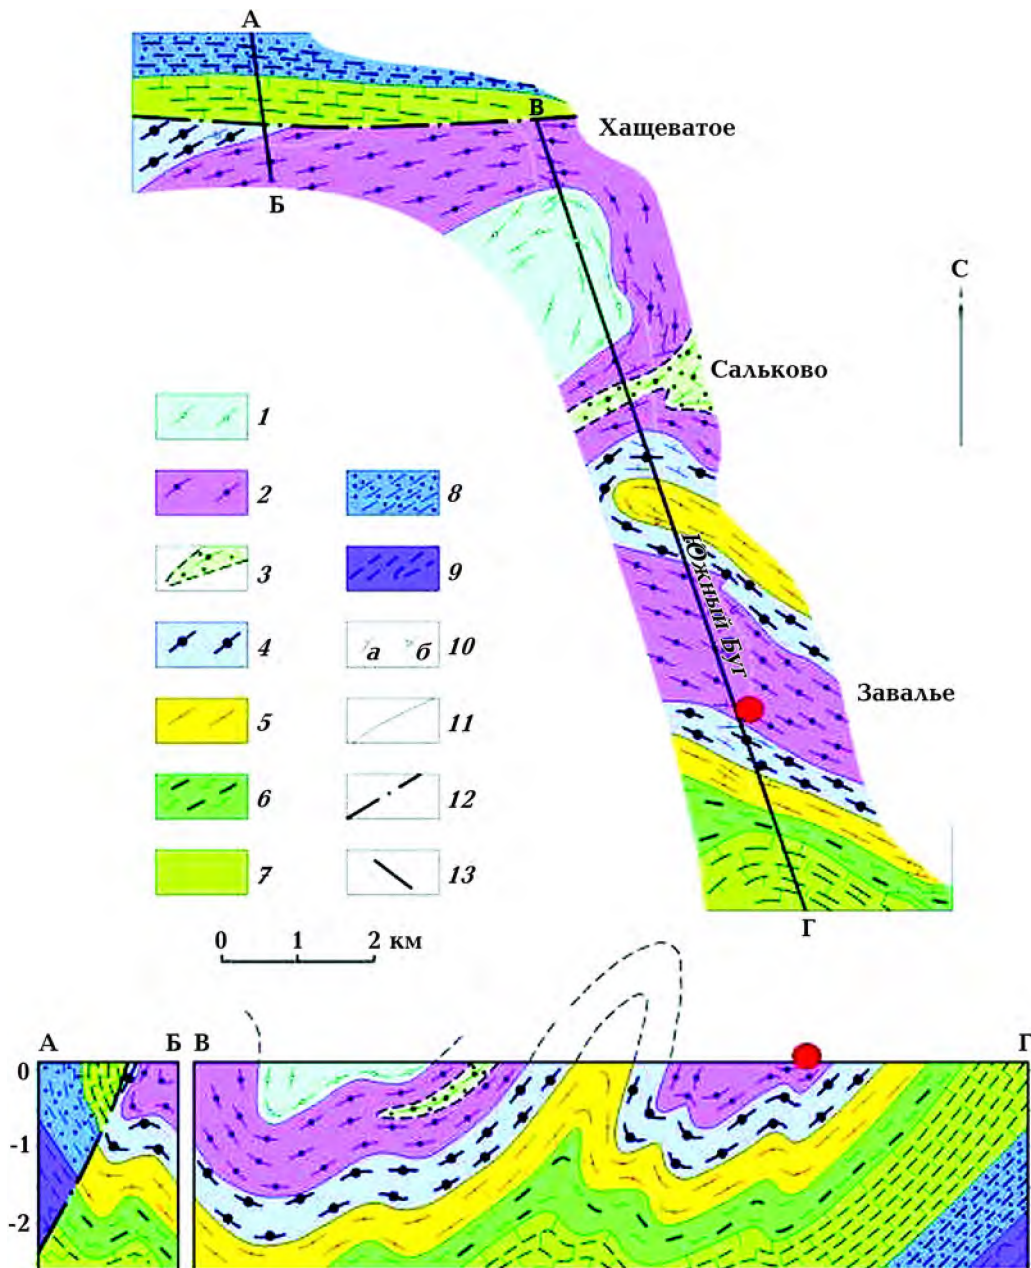 А
В
Хащеватое
Б
С
Сальково
1
2
8
3
9
4
а б 10
5
11
6
12
7
13
Южный Буг
Завалье
Г
0 1 2 км
А Б В Г
0
-1
-2